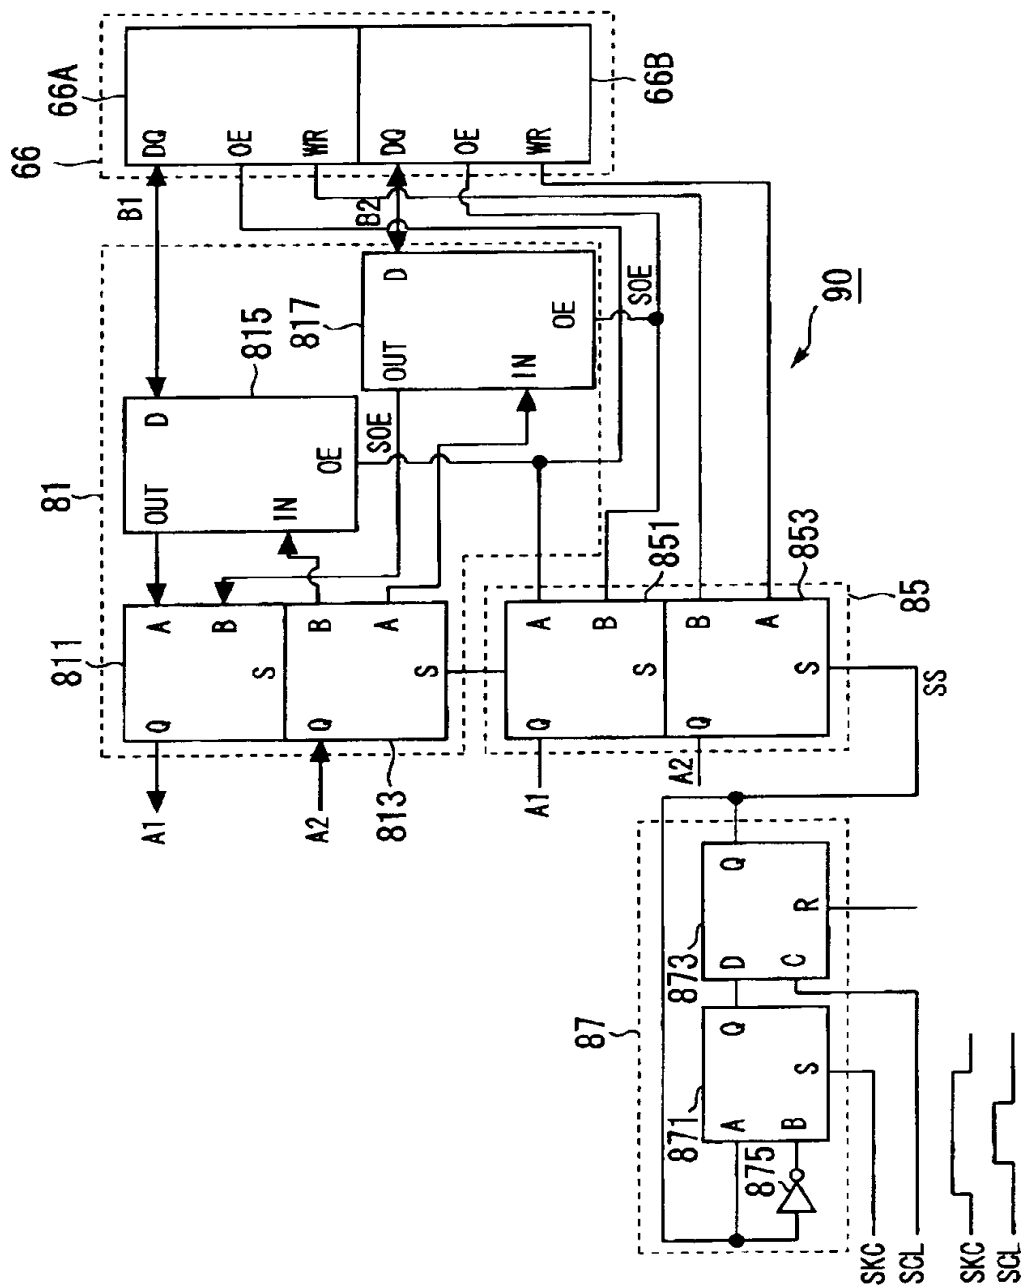 66
66A
DQ
OE
WR
DQ
OE
WR
66B
B1
B2
81
815
OUT
D
IN
OE
SOE
817
OUT
D
IN
OE
SOE
811
A
B
Q
S
813
B
A
Q
S
A1
A2
90
851
A
B
Q
S
853
B
A
Q
S
85
A1
A2
SS
87
873
D
Q
C
R
871
A
Q
B
S
875
SKC
SCL
SKC
SCL